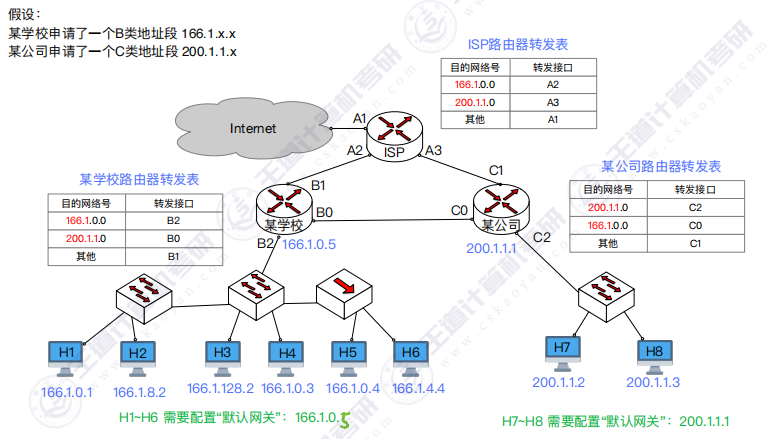 假设：
某学校申请了一个B类地址段 166.1.x.x
某公司申请了一个C类地址段 200.1.1.x
ISP路由器转发表
目的网络号 转发接口
166.1.0.0 A2
200.1.1.0 A3
其他 A1
Internet
A1
ISP
A2 A3
某学校路由器转发表
目的网络号 转发接口
166.1.0.0 B2
200.1.1.0 B0
其他 B1
某公司路由器转发表
目的网络号 转发接口
200.1.1.0 C2
166.1.0.0 C0
其他 C1
B1 C1
B0 C0
某学校 某公司
B2 166.1.0.5 200.1.1.1 C2
H1 H2 H3 H4 H5 H6 H7 H8
166.1.0.1 166.1.8.2 166.1.128.2 166.1.0.3 166.1.0.4 166.1.4.4 200.1.1.2 200.1.1.3
H1~H6 需要配置“默认网关”：166.1.0.5
H7~H8 需要配置“默认网关”：200.1.1.1
王道计算机考研
www.cskaoyan.com